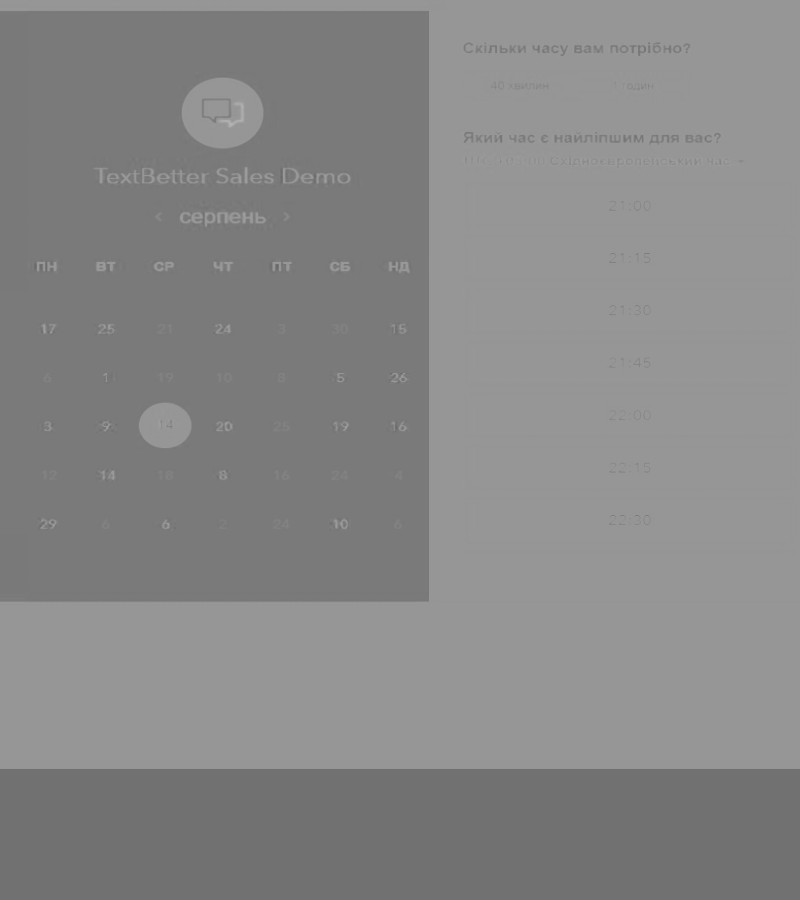 TextBetter Sales Demo
‹ серпень ›
ПН ВТ СР ЧТ ПТ СБ НД
17 25 21 24 3 30 15
6 1 19 10 8 5 26
3 9 14 20 25 19 16
12 14 18 8 16 24 4
29 6 6 2 24 10 6
Скільки часу вам потрібно?
40 хвилин 1 годин
Який час є найліпшим для вас?
Східноєвропейський час
21:00
21:15
21:30
21:45
22:00
22:15
22:30